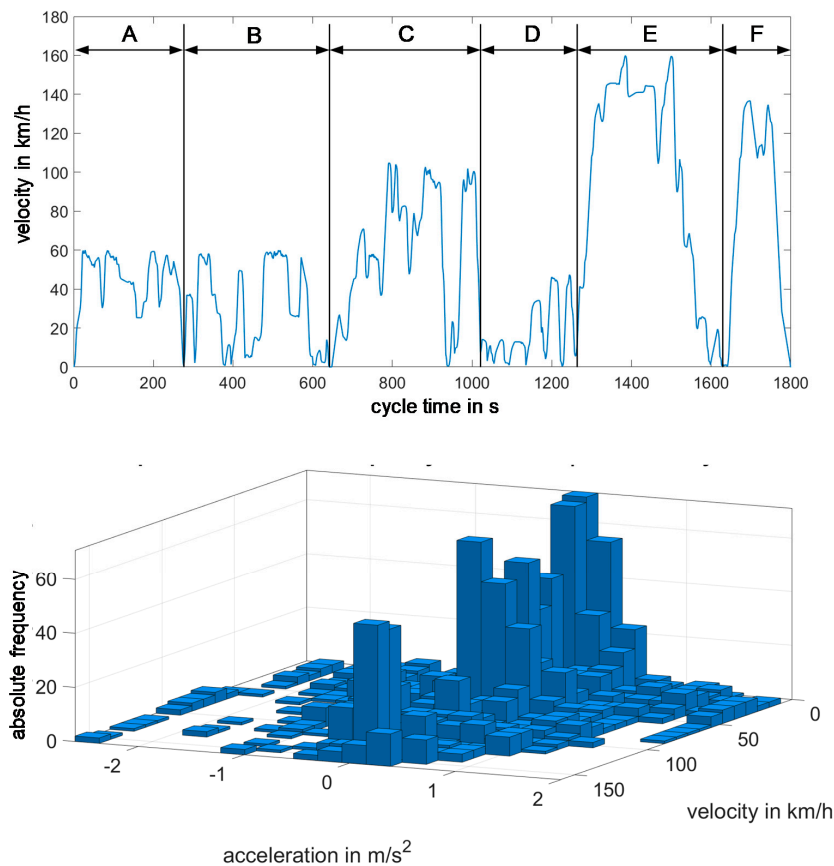 180
160
140
120
100
80
60
40
20
0
velocity in km/h
A B C D E F
0 200 400 600 800 1000 1200 1400 1600 1800
cycle time in s
absolute frequency
60
40
20
0
-2 -1 0 1 2
acceleration in m/s²
150 100 50 0
velocity in km/h